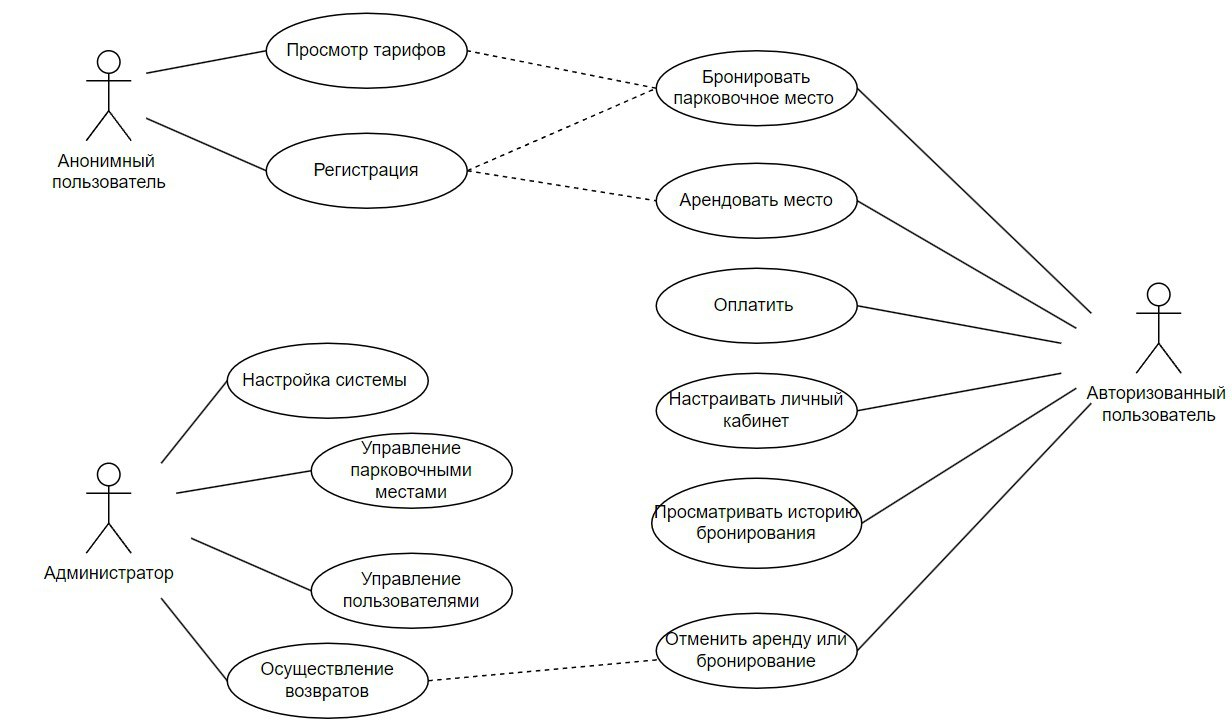 Просмотр тарифов
Бронировать
парковочное место
Анонимный
пользователь
Регистрация
Арендовать место
Оплатить
Настройка системы
Настраивать личный
кабинет
Авторизованный
пользователь
Управление
парковочными
местами
Просматривать историю
бронирования
Администратор
Управление
пользователями
Отменить аренду или
бронирование
Осуществление
возвратов